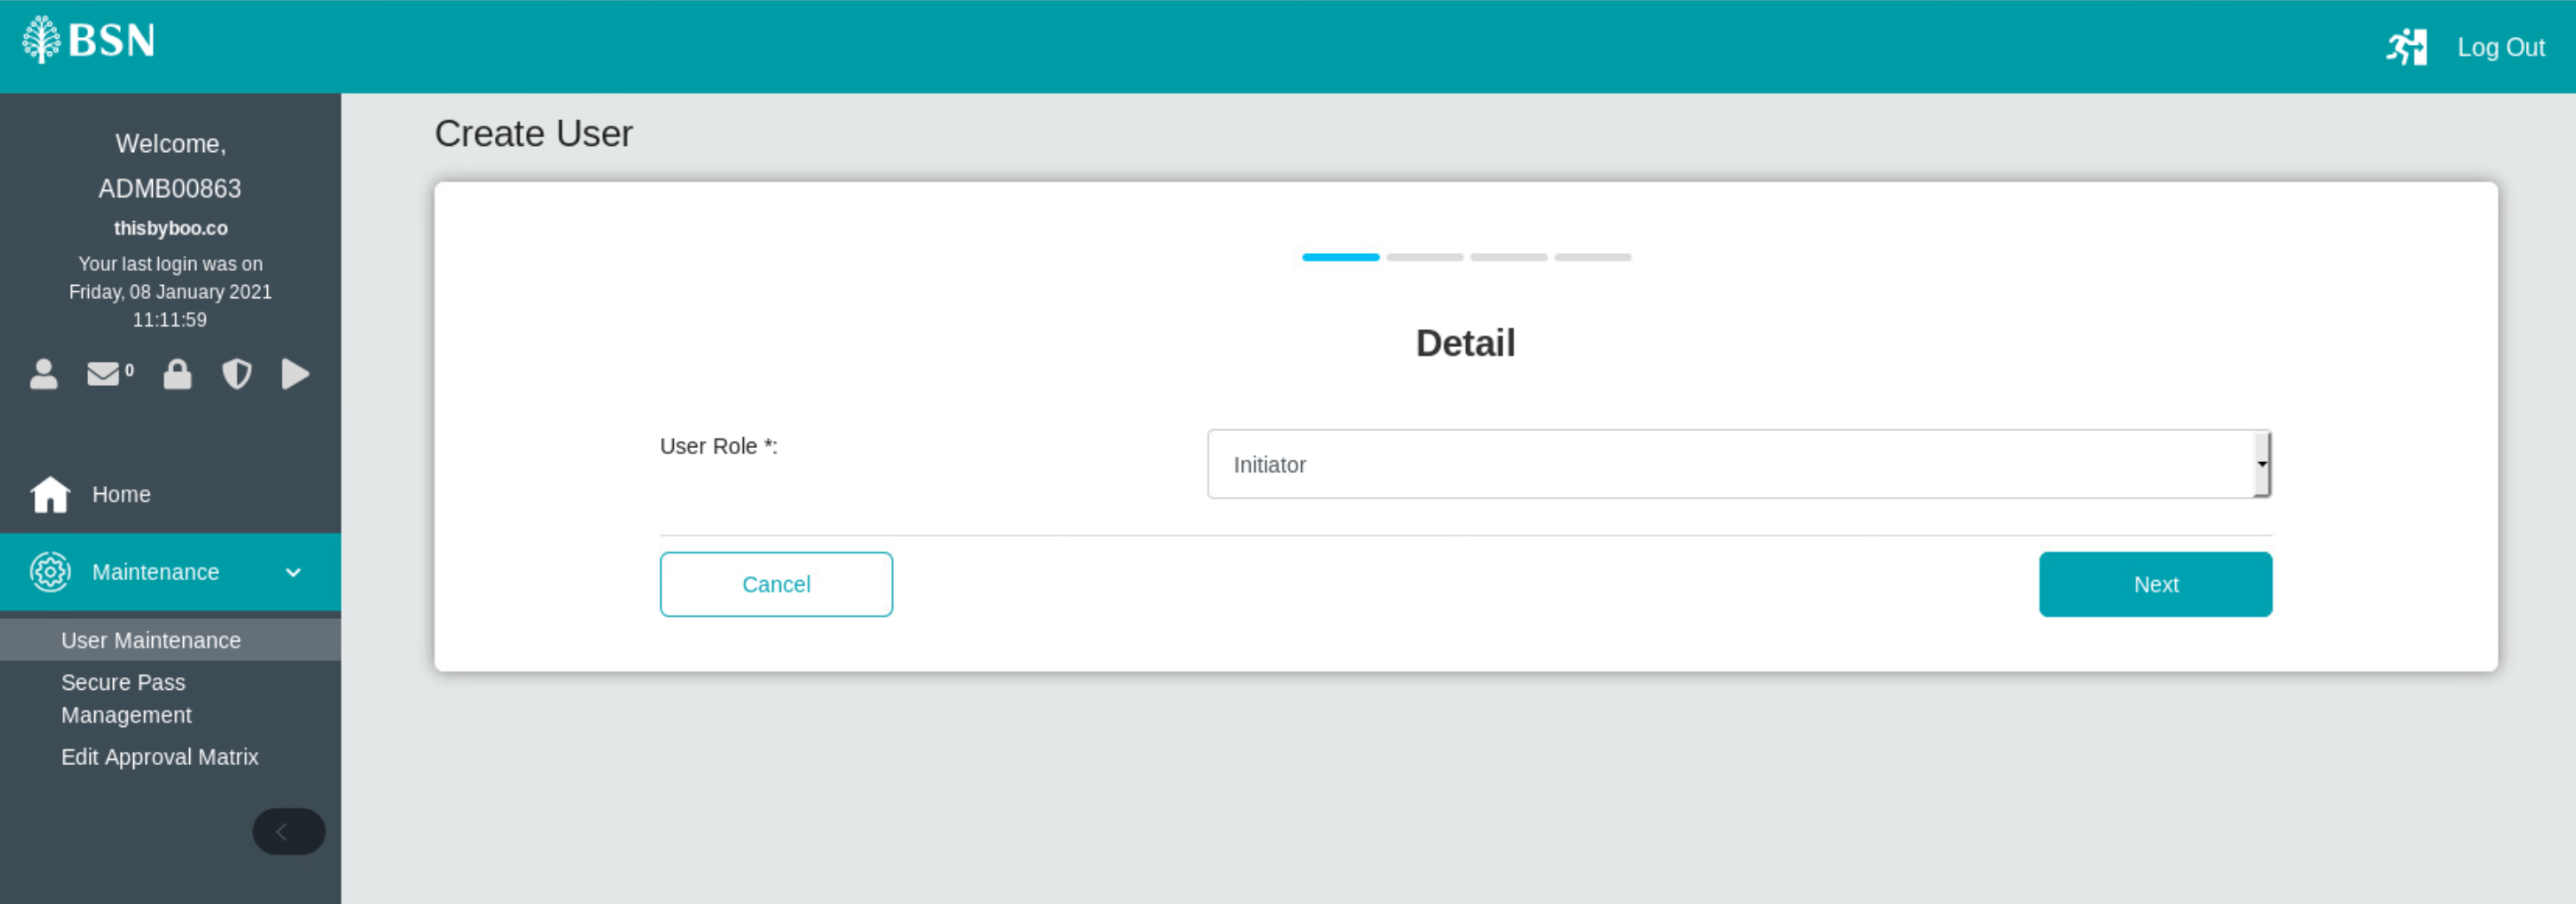 BSN
Log Out
Welcome,
ADMB00863
thisbyboo.co
Your last login was on
Friday, 08 January 2021
11:11:59
0
Home
Maintenance
User Maintenance
Secure Pass
Management
Edit Approval Matrix
Create User
Detail
User Role *:
Initiator
Cancel
Next